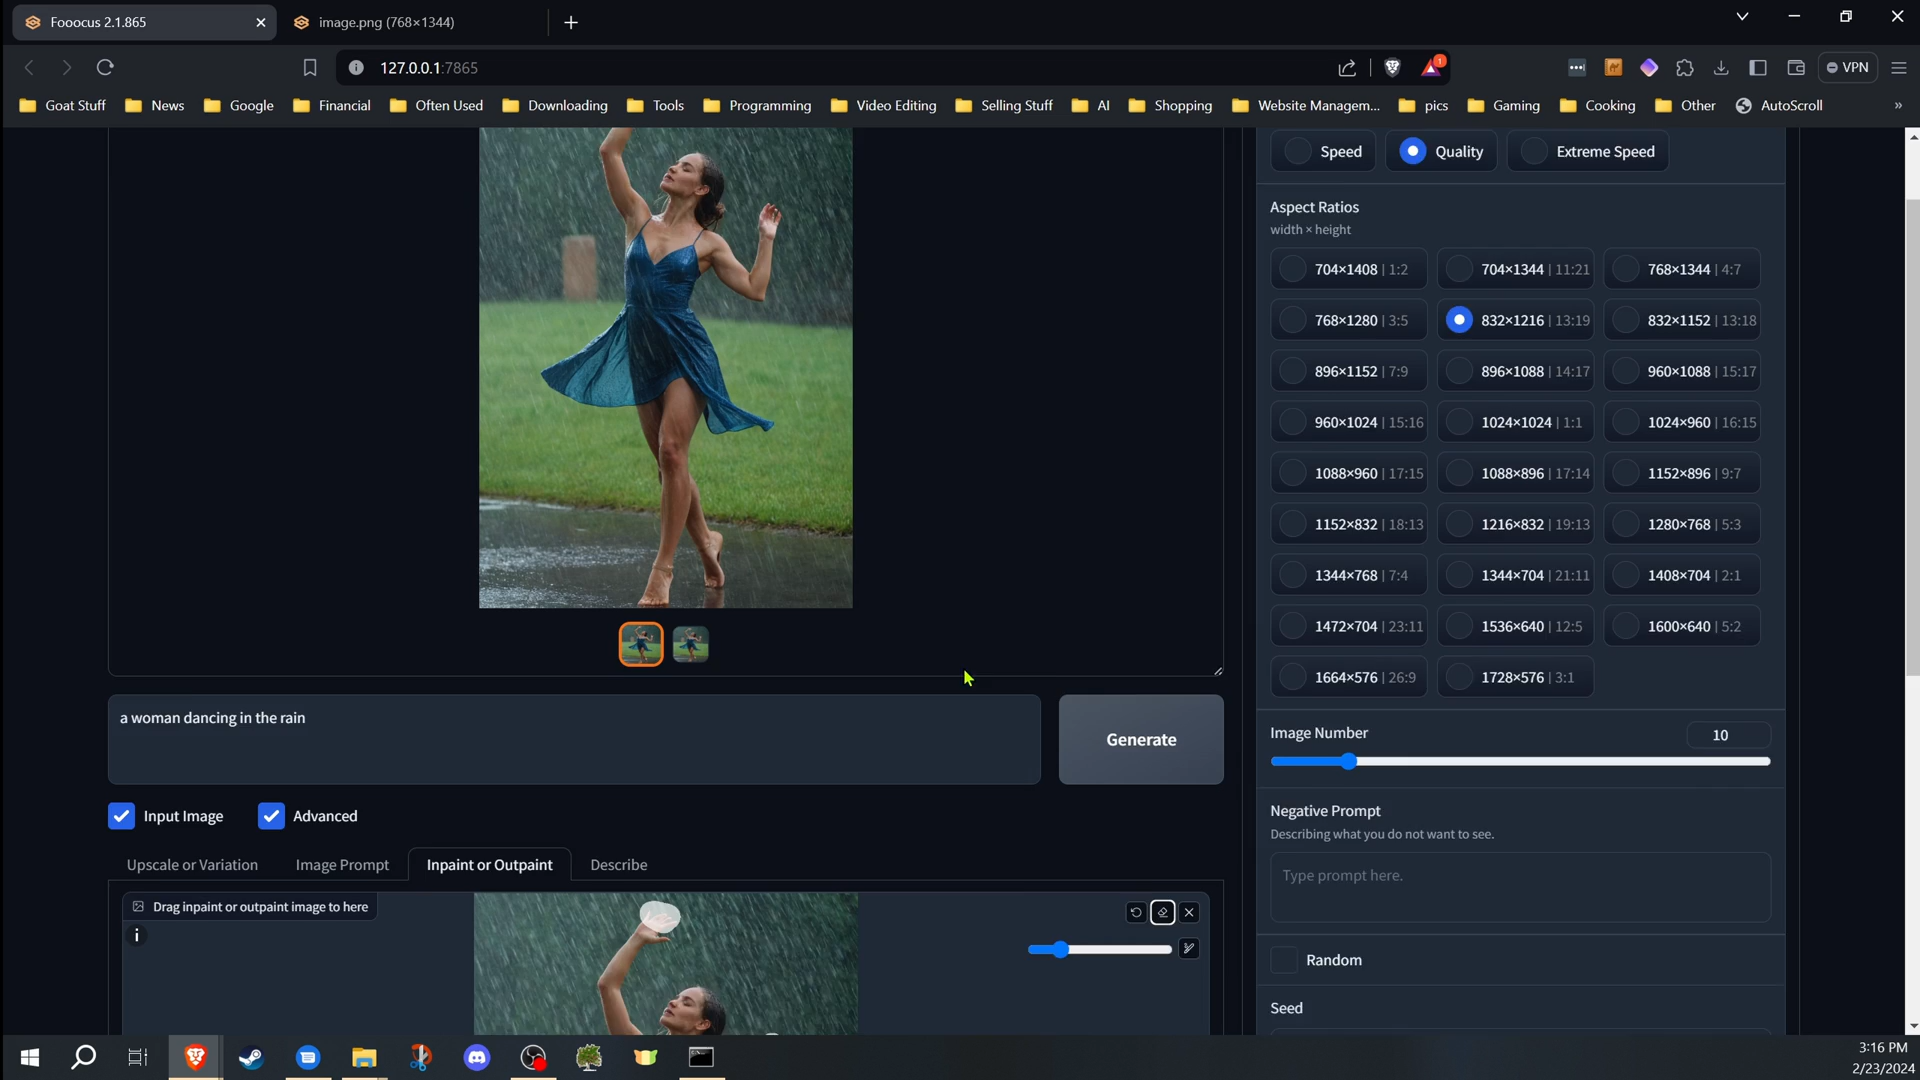 Fooocus 2.1.865
image.png (768×1344)
127.0.0.1:7865
1
VPN
Goat Stuff
News
Google
Financial
Often Used
Downloading
Tools
Programming
Video Editing
Selling Stuff
AI
Shopping
Website Managem...
pics
Gaming
Cooking
Other
AutoScroll
»
Speed
Quality
Extreme Speed
Aspect Ratios
width × height
704×1408 | 1:2
704×1344 | 11:21
768×1344 | 4:7
768×1280 | 3:5
832×1216 | 13:19
832×1152 | 13:18
896×1152 | 7:9
896×1088 | 14:17
960×1088 | 15:17
960×1024 | 15:16
1024×1024 | 1:1
1024×960 | 16:15
1088×960 | 17:15
1088×896 | 17:14
1152×896 | 9:7
1152×832 | 18:13
1216×832 | 19:13
1280×768 | 5:3
1344×768 | 7:4
1344×704 | 21:11
1408×704 | 2:1
1472×704 | 23:11
1536×640 | 12:5
1600×640 | 5:2
1664×576 | 26:9
1728×576 | 3:1
a woman dancing in the rain
Generate
Image Number
10
Negative Prompt
Describing what you do not want to see.
Type prompt here.
Random
Seed
Input Image
Advanced
Upscale or Variation
Image Prompt
Inpaint or Outpaint
Describe
Drag inpaint or outpaint image to here
3:16 PM
2/23/2024